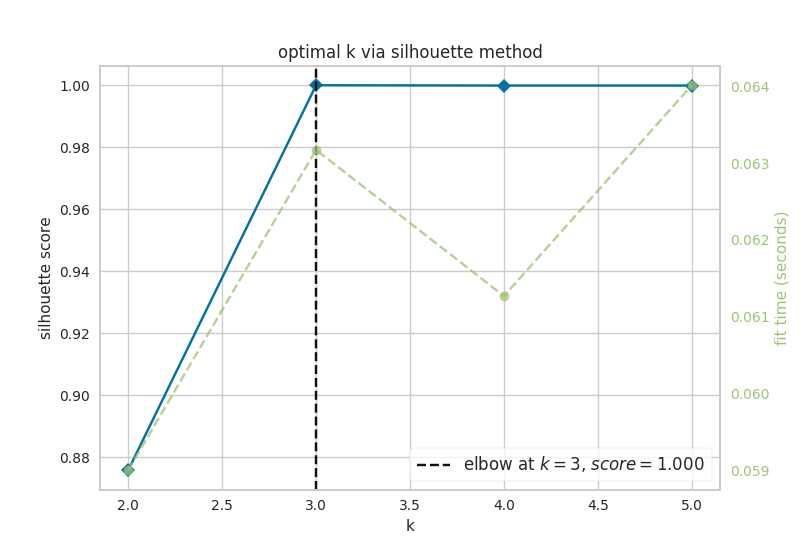 optimal k via silhouette method
silhouette score
1.00
0.98
0.96
0.94
0.92
0.90
0.88
0.064
0.063
0.062
0.061
0.060
0.059
fit time (seconds)
elbow at k = 3, score = 1.000
2.0 2.5 3.0 3.5 4.0 4.5 5.0
k